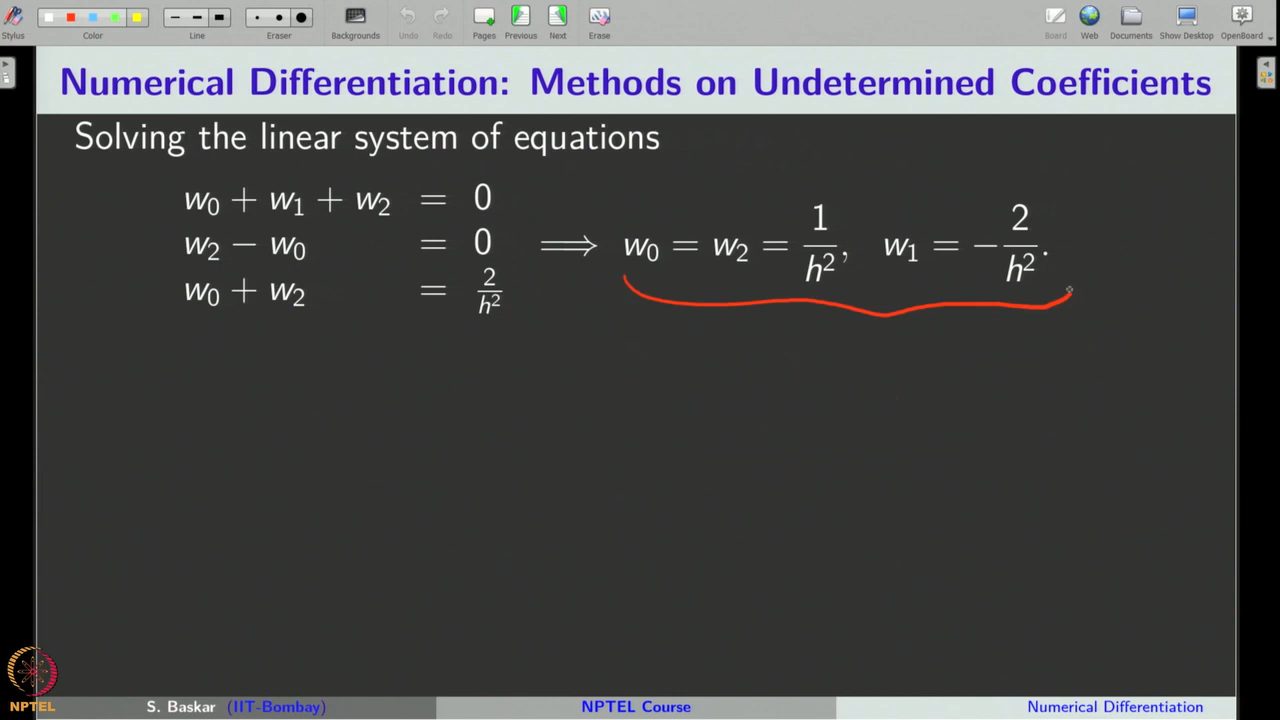 Stylus Color Line Eraser Backgrounds Undo Redo Pages Previous Next Erase Board Web Documents Show Desktop OpenBoard
Numerical Differentiation: Methods on Undetermined Coefficients
Solving the linear system of equations
w₀ + w₁ + w₂ = 0
w₂ − w₀ = 0 ⟹ w₀ = w₂ = 1/h², w₁ = −2/h².
w₀ + w₂ = 2/h²
NPTEL
S. Baskar (IIT-Bombay) NPTEL Course Numerical Differentiation